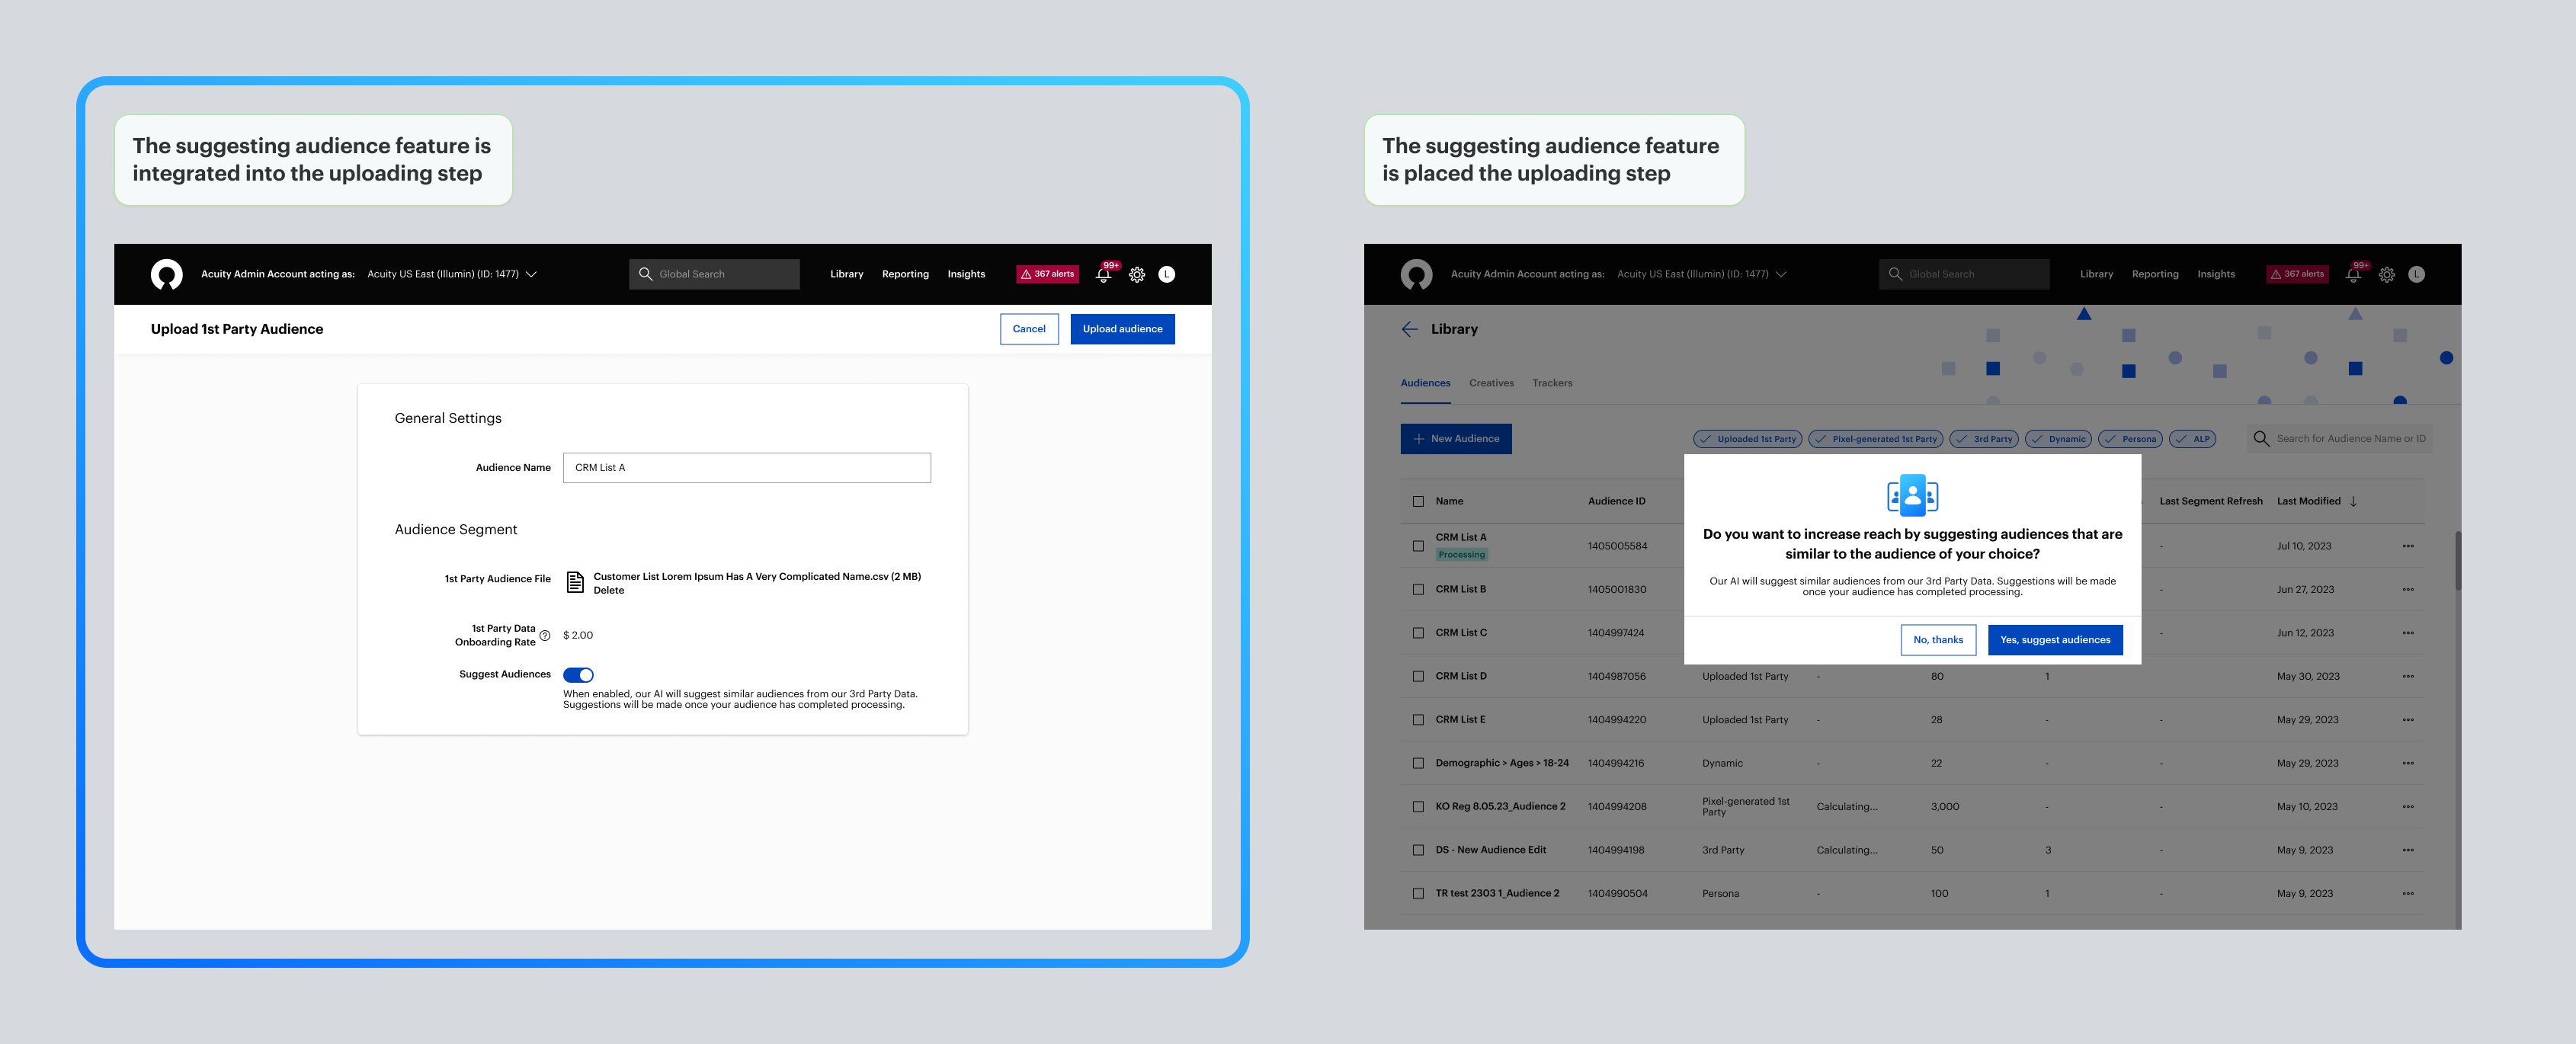 The suggesting audience feature is
integrated into the uploading step
Acuity Admin Account acting as: Acuity US East (Illumin) (ID: 1477)
Global Search
Library Reporting Insights
367 alerts
99+
L
Upload 1st Party Audience
Cancel
Upload audience
General Settings
Audience Name CRM List A
Audience Segment
1st Party Audience File Customer List Lorem Ipsum Has A Very Complicated Name.csv (2 MB)
Delete
1st Party Data
Onboarding Rate ? $ 2.00
Suggest Audiences
When enabled, our AI will suggest similar audiences from our 3rd Party Data.
Suggestions will be made once your audience has completed processing.
The suggesting audience feature
is placed the uploading step
Acuity Admin Account acting as: Acuity US East (Illumin) (ID: 1477)
Global Search
Library Reporting Insights
367 alerts
99+
L
Library
Audiences Creatives Trackers
New Audience
Uploaded 1st Party Pixel-generated 1st Party 3rd Party Dynamic Persona ALP
Search for Audience Name or ID
Name Audience ID Last Segment Refresh Last Modified
CRM List A
Processing
1405005584 - Jul 10, 2023
CRM List B 1405001830 - Jun 27, 2023
CRM List C 1404997424 - Jun 12, 2023
Do you want to increase reach by suggesting audiences that are
similar to the audience of your choice?
Our AI will suggest similar audiences from our 3rd Party Data. Suggestions will be made
once your audience has completed processing.
No, thanks
Yes, suggest audiences
CRM List D 1404987056 Uploaded 1st Party - 80 1 - May 30, 2023
CRM List E 1404994220 Uploaded 1st Party - 28 - - May 29, 2023
Demographic > Ages > 18-24 1404994216 Dynamic - 22 - - May 29, 2023
KO Reg 8.05.23_Audience 2 1404994208 Pixel-generated 1st
Party Calculating... 3,000 - - May 10, 2023
DS - New Audience Edit 1404994198 3rd Party Calculating... 50 3 - May 9, 2023
TR test 2303 1_Audience 2 1404990504 Persona - 100 1 - May 9, 2023